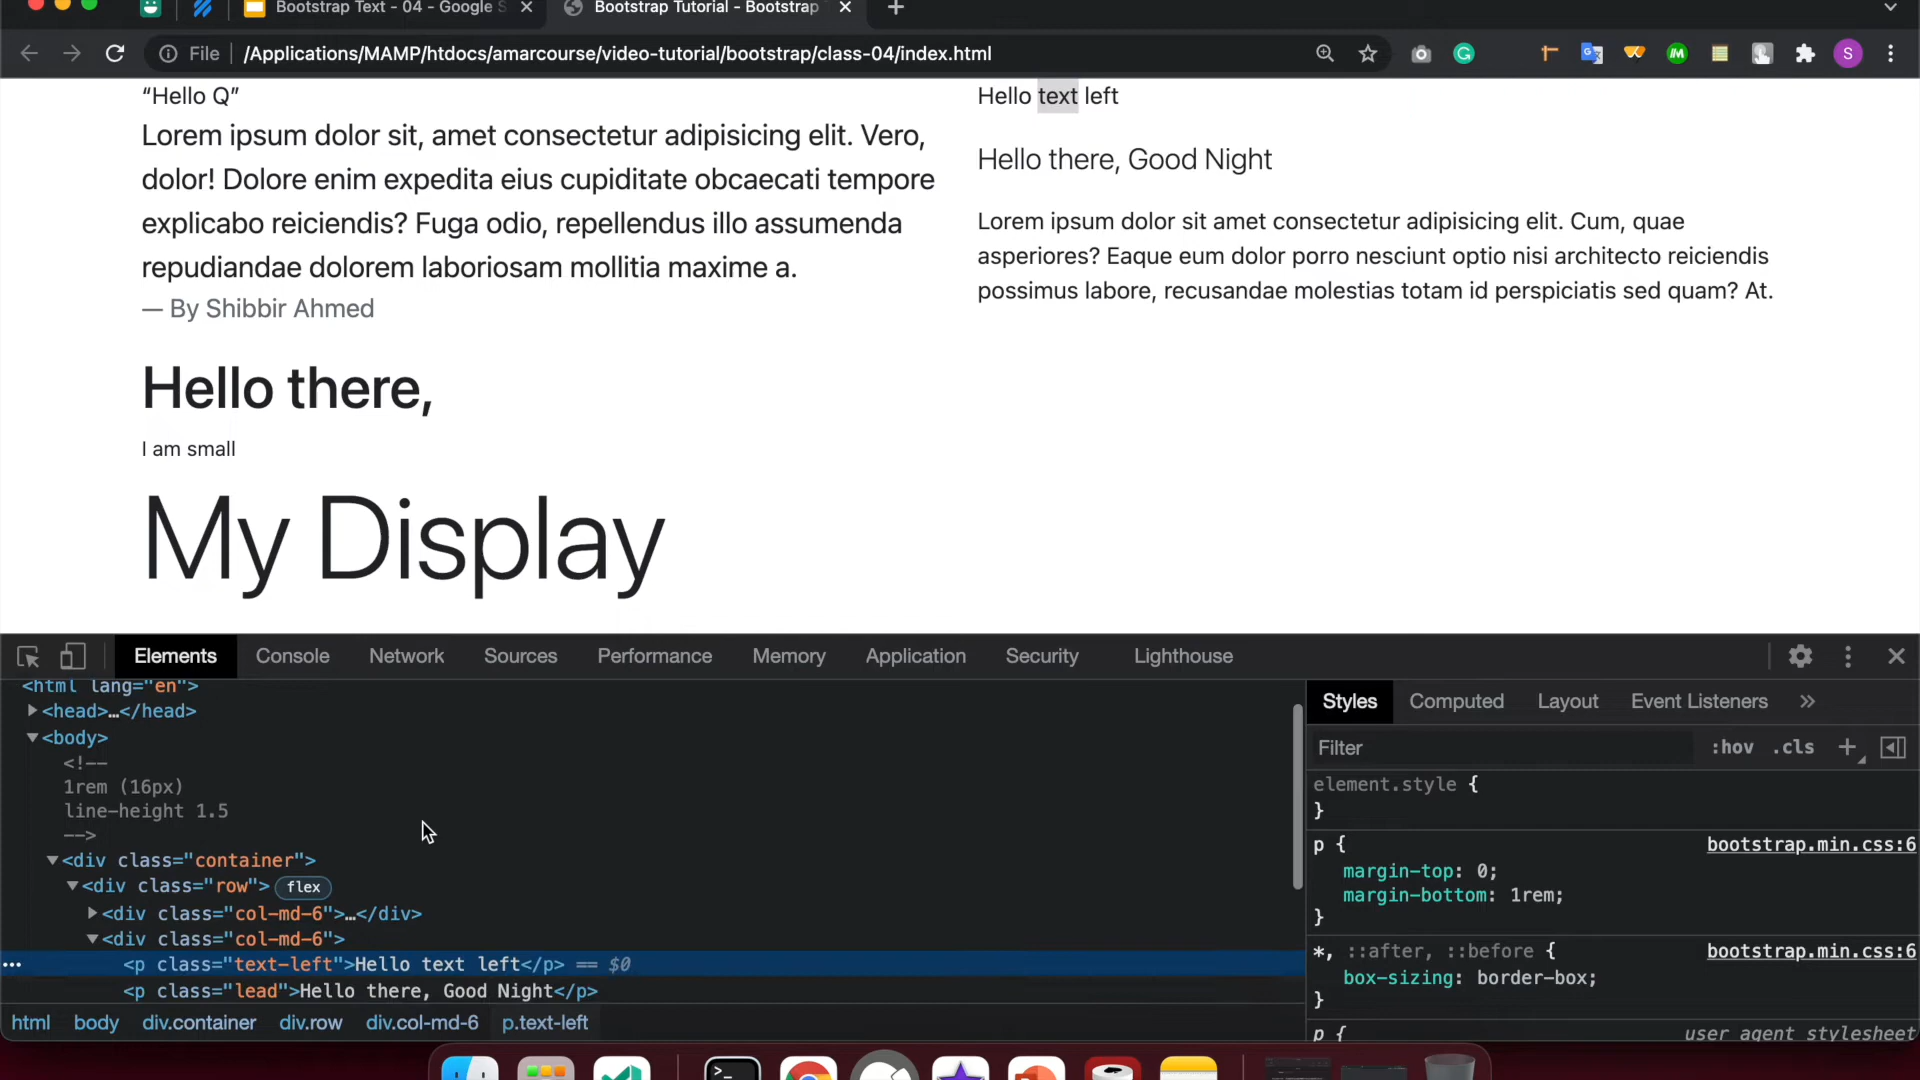 Bootstrap Text - 04 - Google S
Bootstrap Tutorial - Bootstrap
File
/Applications/MAMP/htdocs/amarcourse/video-tutorial/bootstrap/class-04/index.html
S
“Hello Q”
Lorem ipsum dolor sit, amet consectetur adipisicing elit. Vero,
dolor! Dolore enim expedita eius cupiditate obcaecati tempore
explicabo reiciendis? Fuga odio, repellendus illo assumenda
repudiandae dolorem laboriosam mollitia maxime a.
— By Shibbir Ahmed
Hello there,
I am small
My Display
Hello text left
Hello there, Good Night
Lorem ipsum dolor sit amet consectetur adipisicing elit. Cum, quae
asperiores? Eaque eum dolor porro nesciunt optio nisi architecto reiciendis
possimus labore, recusandae molestias totam id perspiciatis sed quam? At.
Elements Console Network Sources Performance Memory Application Security Lighthouse
<html lang="en">
<head>…</head>
<body>
<!--
1rem (16px)
line-height 1.5
-->
<div class="container">
<div class="row"> flex
<div class="col-md-6">…</div>
<div class="col-md-6">
<p class="text-left">Hello text left</p> == $0
<p class="lead">Hello there, Good Night</p>
html body div.container div.row div.col-md-6 p.text-left
Styles Computed Layout Event Listeners »
Filter :hov .cls +
element.style {
}
p { bootstrap.min.css:6
margin-top: 0;
margin-bottom: 1rem;
}
*, ::after, ::before { bootstrap.min.css:6
box-sizing: border-box;
}
p { user agent stylesheet